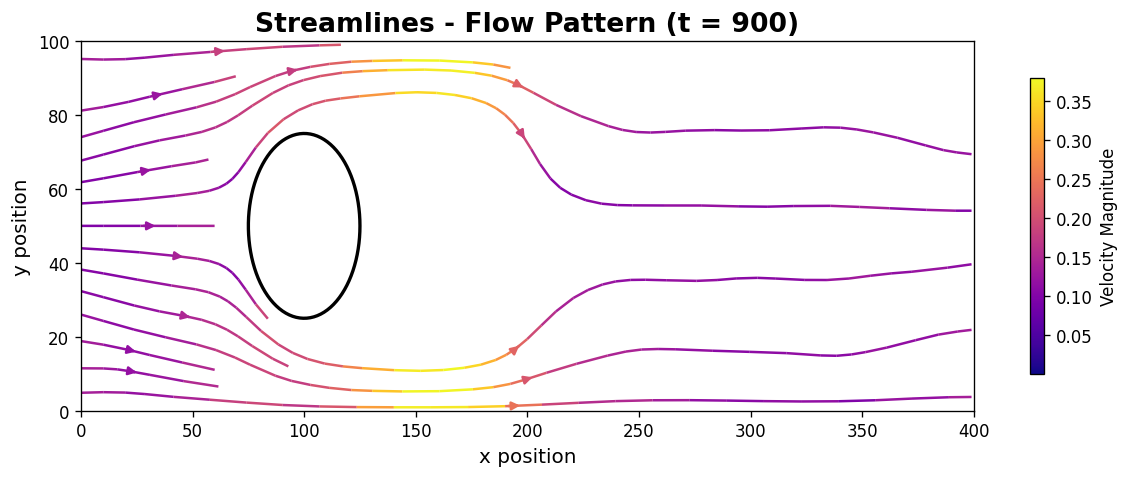 Streamlines - Flow Pattern (t = 900)
100
80
60
40
20
0
y position
0 50 100 150 200 250 300 350 400
x position
0.35
0.30
0.25
0.20
0.15
0.10
0.05
Velocity Magnitude